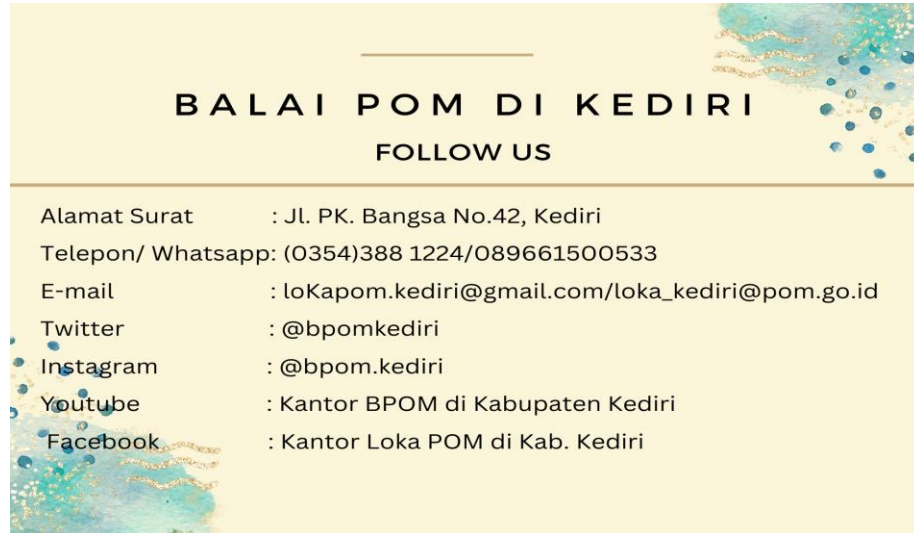 BALAI POM DI KEDIRI
FOLLOW US
Alamat Surat : Jl. PK. Bangsa No.42, Kediri
Telepon/ Whatsapp: (0354)388 1224/089661500533
E-mail : loKapom.kediri@gmail.com/loka_kediri@pom.go.id
Twitter : @bpomkediri
Instagram : @bpom.kediri
Youtube : Kantor BPOM di Kabupaten Kediri
Facebook : Kantor Loka POM di Kab. Kediri